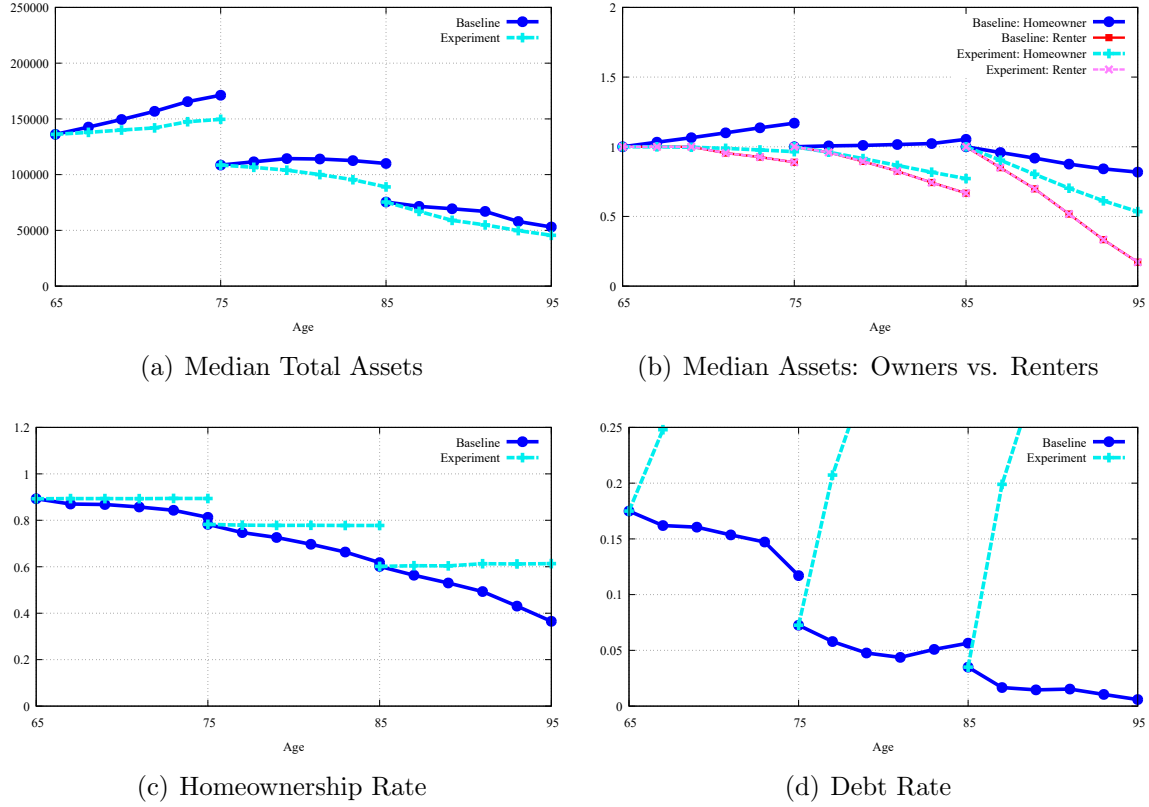 250000
200000
150000
100000
50000
0
65
75
85
95
Age
Baseline
Experiment
(a) Median Total Assets
2
1.5
1
0.5
0
65
75
85
95
Age
Baseline: Homeowner
Baseline: Renter
Experiment: Homeowner
Experiment: Renter
(b) Median Assets: Owners vs. Renters
1.2
1
0.8
0.6
0.4
0.2
0
65
75
85
95
Age
Baseline
Experiment
(c) Homeownership Rate
0.25
0.2
0.15
0.1
0.05
0
65
75
85
95
Age
Baseline
Experiment
(d) Debt Rate